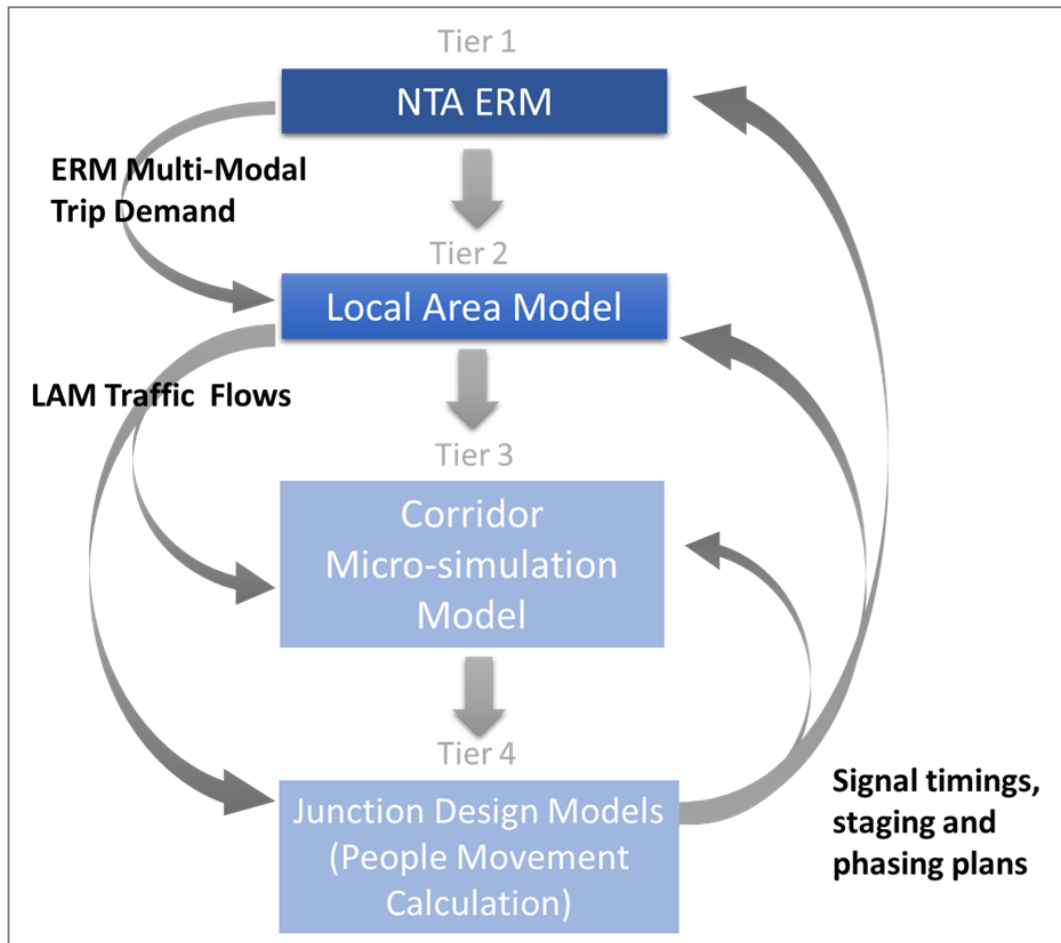 Tier 1
NTA ERM
ERM Multi-Modal
Trip Demand
Tier 2
Local Area Model
LAM Traffic Flows
Tier 3
Corridor
Micro-simulation
Model
Tier 4
Junction Design Models
(People Movement
Calculation)
Signal timings,
staging and
phasing plans